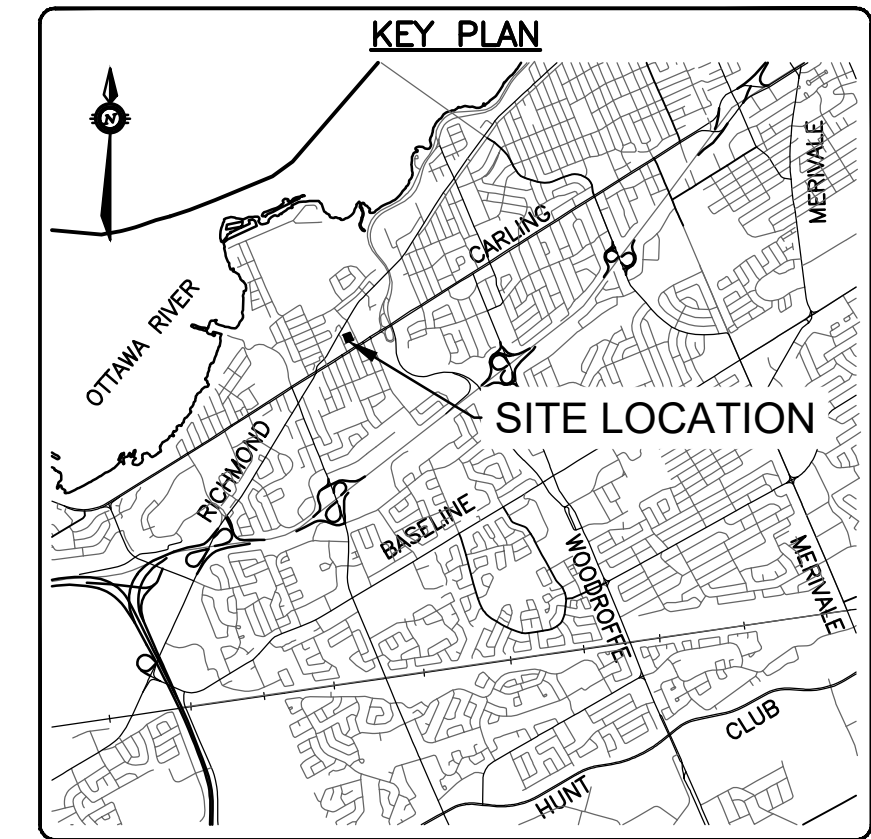 KEY PLAN
N
MERIVALE
CARLING
OTTAWA RIVER
SITE LOCATION
RICHMOND
BASELINE
WOODROFFE
MERIVALE
HUNT CLUB